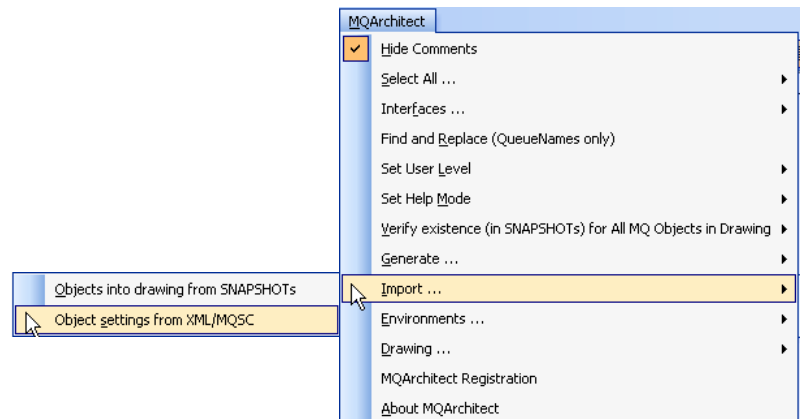 MQArchitect
Hide Comments
Select All ...
Interfaces ...
Find and Replace (QueueNames only)
Set User Level
Set Help Mode
Verify existence (in SNAPSHOTs) for All MQ Objects in Drawing
Generate ...
Import ...
Objects into drawing from SNAPSHOTs
Object settings from XML/MQSC
Environments ...
Drawing ...
MQArchitect Registration
About MQArchitect